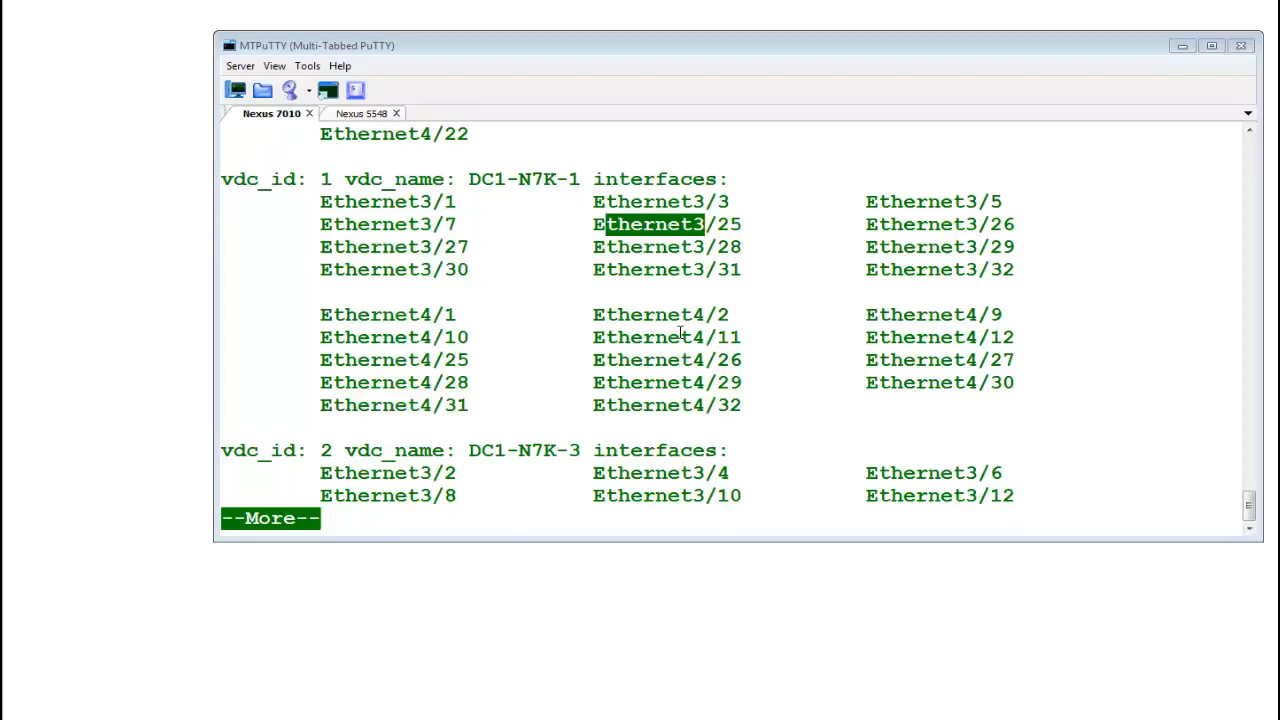 MTPuTTY (Multi-Tabbed PuTTY)
Server View Tools Help
Nexus 7010 X Nexus 5548 X
Ethernet4/22
vdc_id: 1 vdc_name: DC1-N7K-1 interfaces:
Ethernet3/1 Ethernet3/3 Ethernet3/5
Ethernet3/7 Ethernet3/25 Ethernet3/26
Ethernet3/27 Ethernet3/28 Ethernet3/29
Ethernet3/30 Ethernet3/31 Ethernet3/32
Ethernet4/1 Ethernet4/2 Ethernet4/9
Ethernet4/10 Ethernet4/11 Ethernet4/12
Ethernet4/25 Ethernet4/26 Ethernet4/27
Ethernet4/28 Ethernet4/29 Ethernet4/30
Ethernet4/31 Ethernet4/32
vdc_id: 2 vdc_name: DC1-N7K-3 interfaces:
Ethernet3/2 Ethernet3/4 Ethernet3/6
Ethernet3/8 Ethernet3/10 Ethernet3/12
--More--